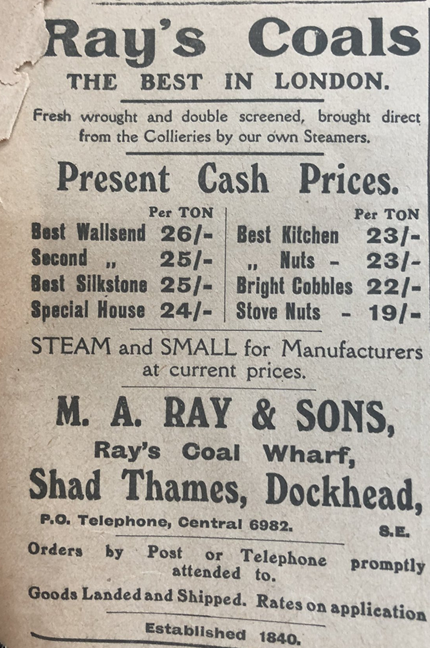 Ray's Coals
THE BEST IN LONDON.
Fresh wrought and double screened, brought direct
from the Collieries by our own Steamers.
Present Cash Prices.
Per TON
Best Wallsend 26/-
Second „ 25/-
Best Silkstone 25/-
Special House 24/-
Per TON
Best Kitchen 23/-
„ Nuts - 23/-
Bright Cobbles 22/-
Stove Nuts - 19/-
STEAM and SMALL for Manufacturers
at current prices.
M. A. RAY & SONS,
Ray's Coal Wharf,
Shad Thames, Dockhead,
P.O. Telephone, Central 6982. S.E.
Orders by Post or Telephone promptly
attended to.
Goods Landed and Shipped. Rates on application
Established 1840.